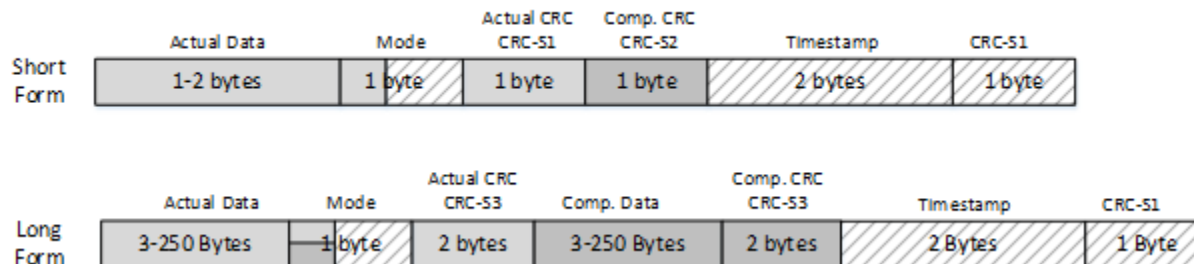 Actual CRC Comp. CRC
Actual Data Mode CRC-S1 CRC-S2 Timestamp CRC-S1
Short
Form
1-2 bytes 1 byte 1 byte 1 byte 2 bytes 1 byte
Actual CRC Comp. CRC
Actual Data Mode CRC-S3 Comp. Data CRC-S3 Timestamp CRC-S1
Long
Form
3-250 Bytes 1 byte 2 bytes 3-250 Bytes 2 bytes 2 Bytes 1 Byte